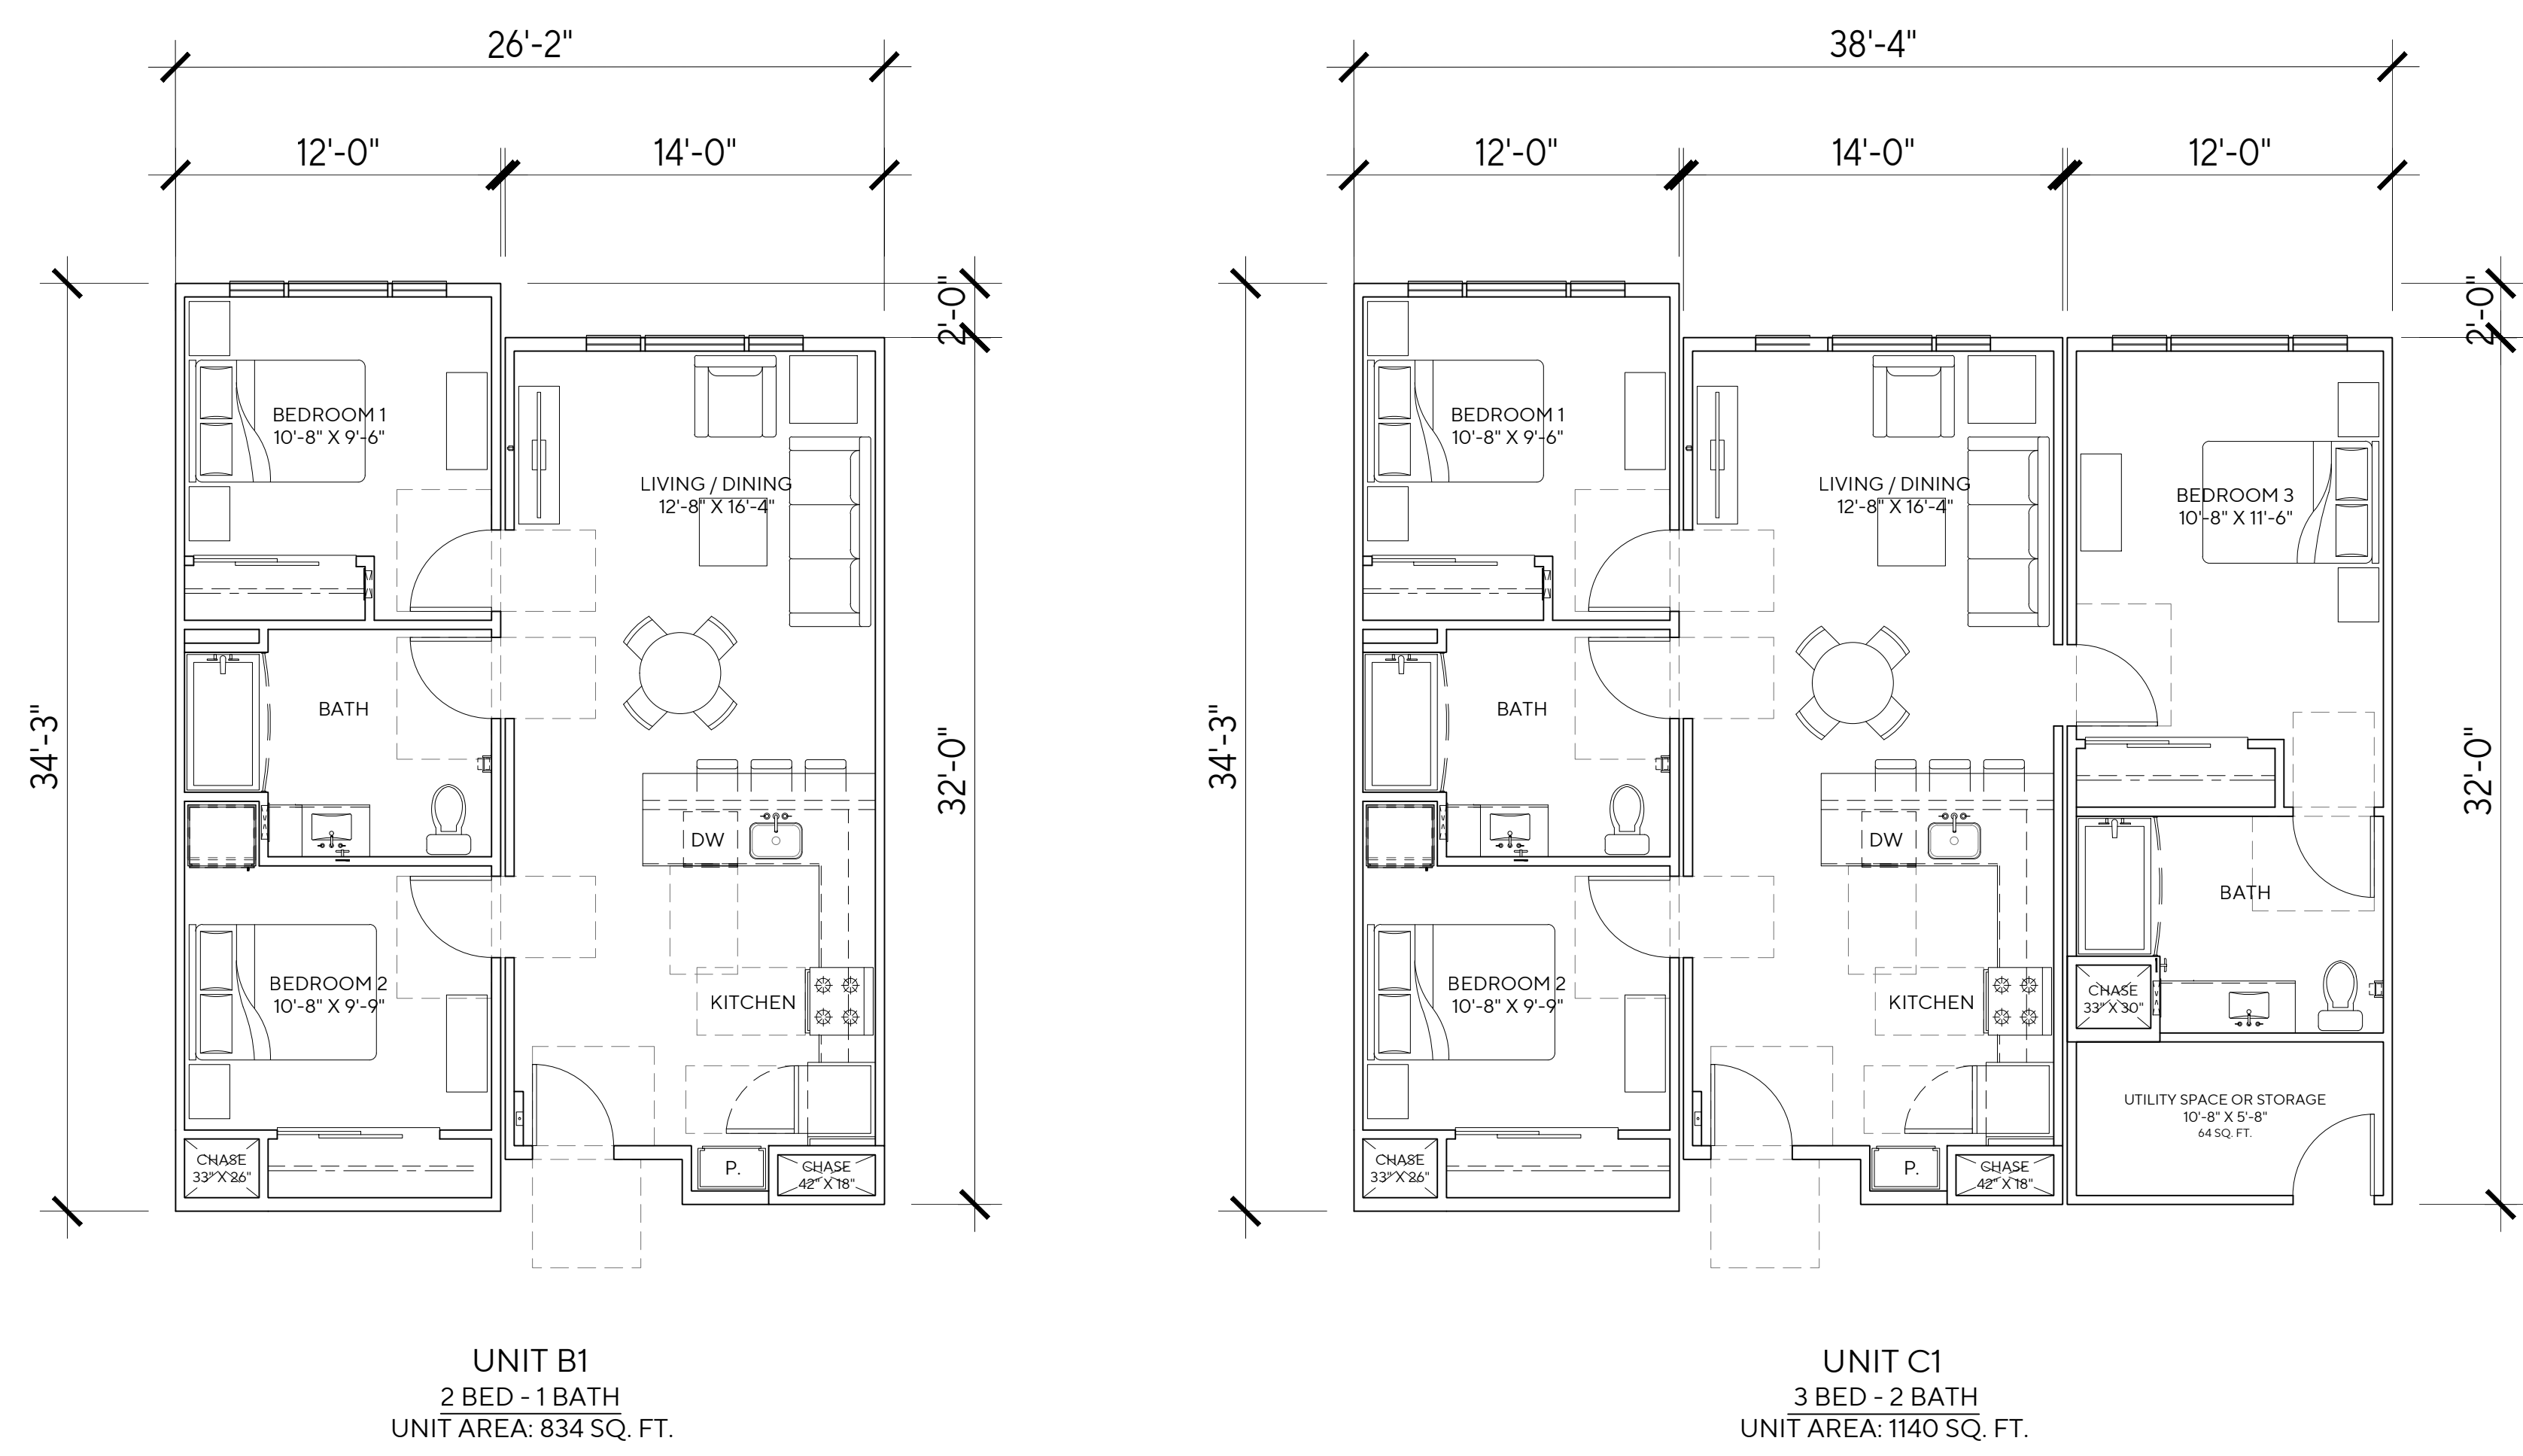 26'-2"
12'-0"
14'-0"
2'-0"
34'-3"
32'-0"
BEDROOM 1
10'-8" X 9'-6"
LIVING / DINING
12'-8" X 16'-4"
BATH
DW
BEDROOM 2
10'-8" X 9'-9"
KITCHEN
CHASE
33" X 26"
P.
CHASE
42" X 18"
UNIT B1
2 BED - 1 BATH
UNIT AREA: 834 SQ. FT.
38'-4"
12'-0"
14'-0"
12'-0"
2'-0"
34'-3"
32'-0"
BEDROOM 1
10'-8" X 9'-6"
LIVING / DINING
12'-8" X 16'-4"
BEDROOM 3
10'-8" X 11'-6"
BATH
DW
BATH
BEDROOM 2
10'-8" X 9'-9"
KITCHEN
CHASE
33" X 30"
UTILITY SPACE OR STORAGE
10'-8" X 5'-8"
64 SQ. FT.
CHASE
33" X 26"
P.
CHASE
42" X 18"
UNIT C1
3 BED - 2 BATH
UNIT AREA: 1140 SQ. FT.